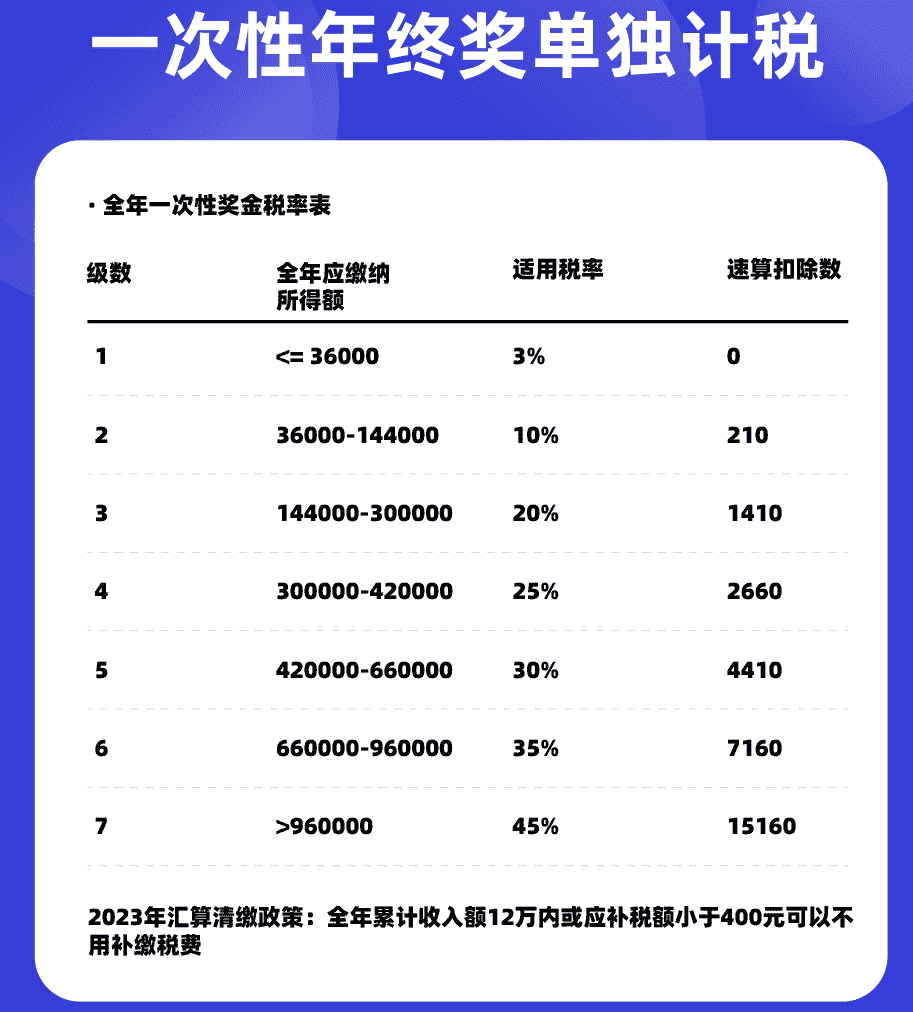 一次性年终奖单独计税
· 全年一次性奖金税率表
级数 全年应缴纳所得额 适用税率 速算扣除数
1 <= 36000 3% 0
2 36000-144000 10% 210
3 144000-300000 20% 1410
4 300000-420000 25% 2660
5 420000-660000 30% 4410
6 660000-960000 35% 7160
7 >960000 45% 15160
2023年汇算清缴政策：全年累计收入额12万内或应补税额小于400元可以不
用补缴税费